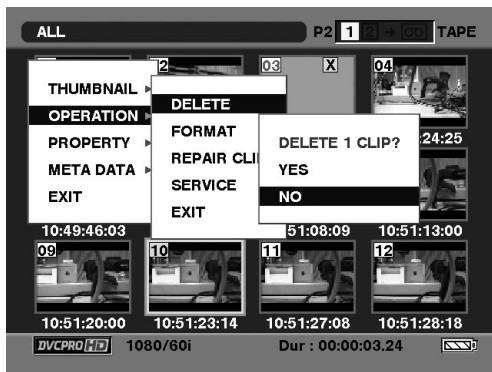 ALL P2 1 2 → TAPE
2 03 X 04
THUMBNAIL
OPERATION
PROPERTY
META DATA
EXIT
DELETE
FORMAT
REPAIR CLI
SERVICE
EXIT
DELETE 1 CLIP?
YES
NO
:24:25
10:49:46:03 51:08:09 10:51:13:00
09 10 11 12
10:51:20:00 10:51:23:14 10:51:27:08 10:51:28:18
DVCPRO HD 1080/60i Dur : 00:00:03.24